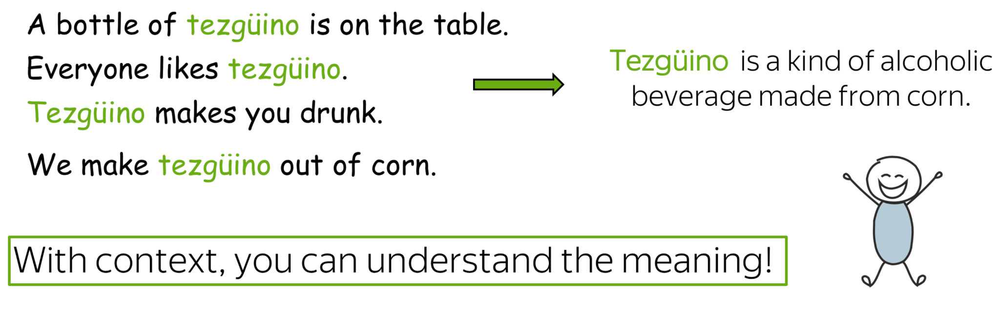 A bottle of tezgüino is on the table.
Everyone likes tezgüino.
Tezgüino makes you drunk.
We make tezgüino out of corn.
Tezgüino is a kind of alcoholic
beverage made from corn.
With context, you can understand the meaning!